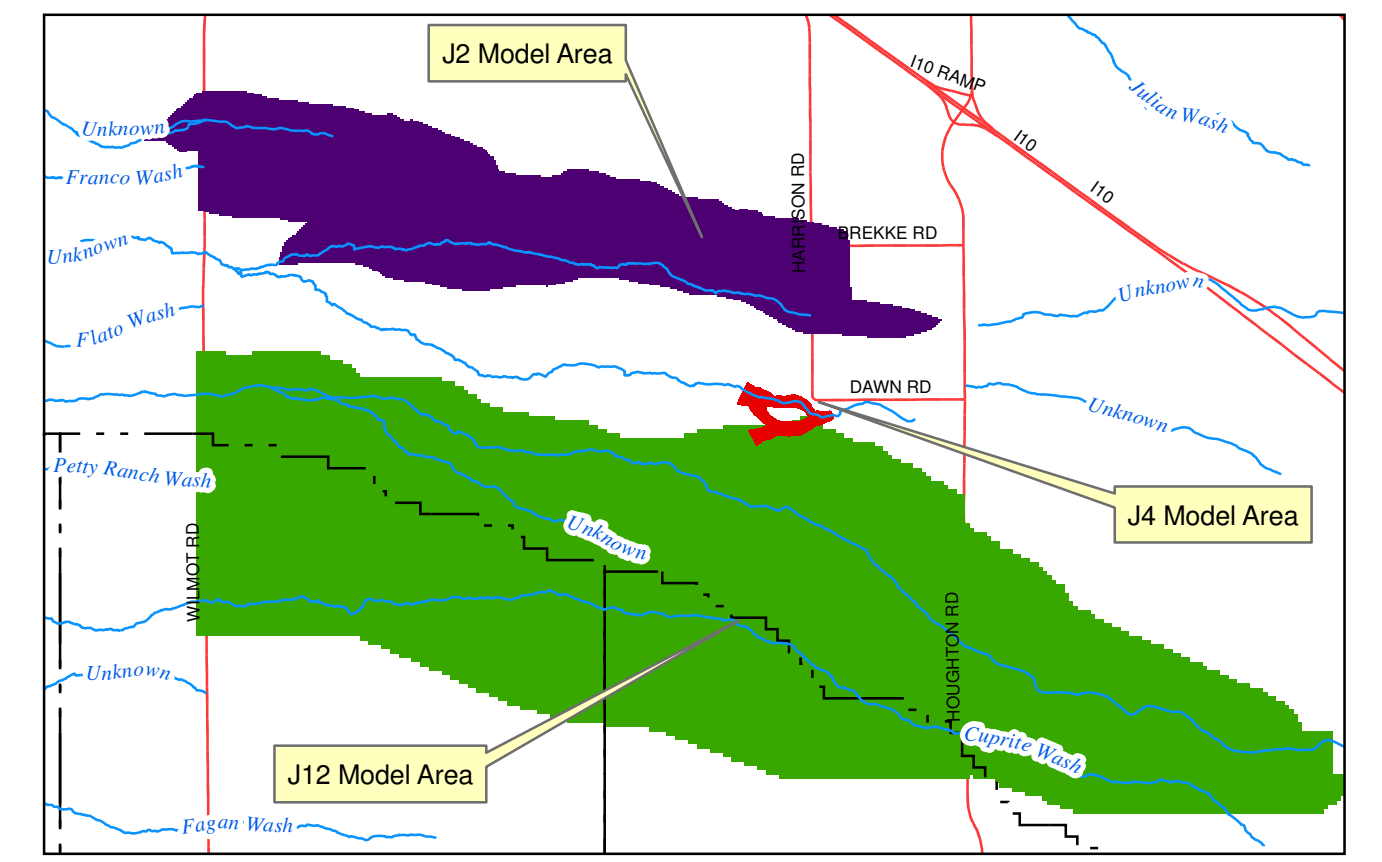 J2 Model Area
I10 RAMP
Julian Wash
Unknown
I10
Franco Wash
HARRISON RD
I10
BREKKE RD
Unknown
Unknown
Flato Wash
DAWN RD
Unknown
Petty Ranch Wash
J4 Model Area
Unknown
WILMOT RD
HOUGHTON RD
Unknown
Cuprite Wash
J12 Model Area
Fagan Wash